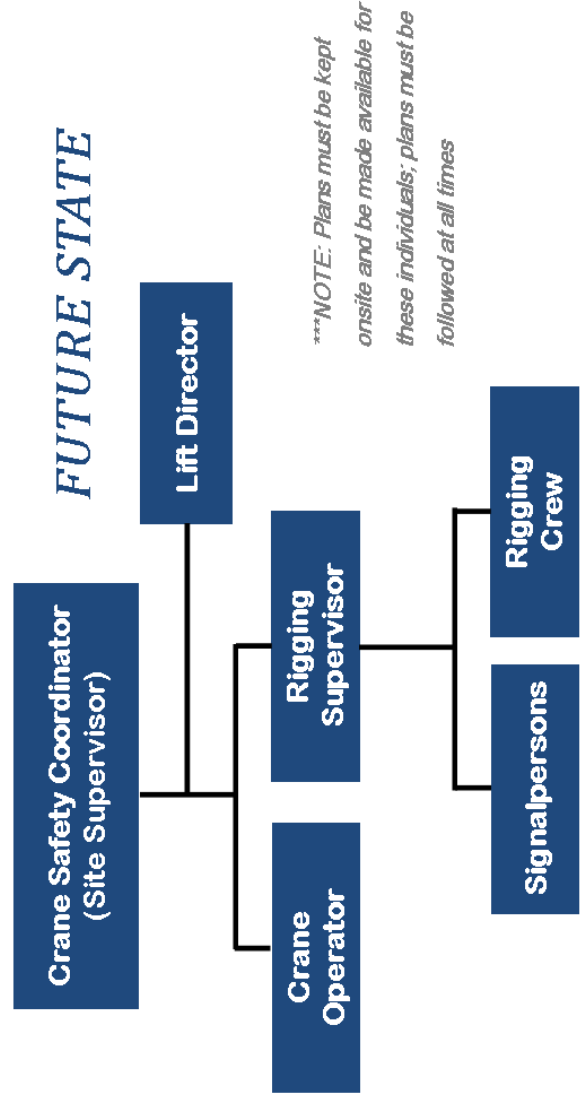 FUTURE STATE
Crane Safety Coordinator
(Site Supervisor)
Lift Director
Crane
Operator
Rigging
Supervisor
***NOTE: Plans must be kept
onsite and be made available for
these individuals; plans must be
followed at all times
Signalpersons
Rigging
Crew